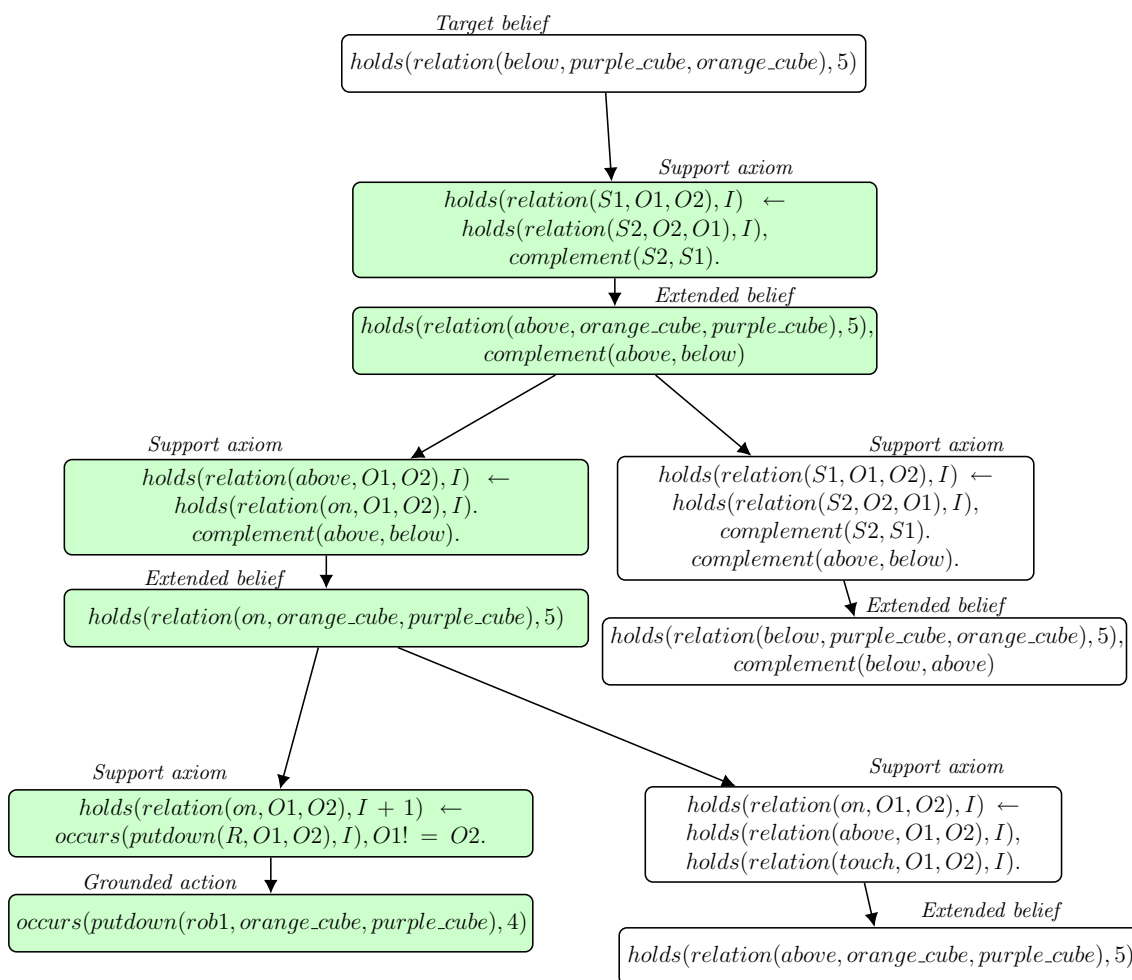 Target belief
holds(relation(below, purple_cube, orange_cube), 5)
Support axiom
holds(relation(S1, O1, O2), I) ←
holds(relation(S2, O2, O1), I),
complement(S2, S1).
Extended belief
holds(relation(above, orange_cube, purple_cube), 5),
complement(above, below)
Support axiom
holds(relation(above, O1, O2), I) ←
holds(relation(on, O1, O2), I).
complement(above, below).
Extended belief
holds(relation(on, orange_cube, purple_cube), 5)
Support axiom
holds(relation(S1, O1, O2), I) ←
holds(relation(S2, O2, O1), I),
complement(S2, S1).
complement(above, below).
Extended belief
holds(relation(below, purple_cube, orange_cube), 5),
complement(below, above)
Support axiom
holds(relation(on, O1, O2), I + 1) ←
occurs(putdown(R, O1, O2), I), O1! = O2.
Grounded action
occurs(putdown(rob1, orange_cube, purple_cube), 4)
Support axiom
holds(relation(on, O1, O2), I) ←
holds(relation(above, O1, O2), I),
holds(relation(touch, O1, O2), I).
Extended belief
holds(relation(above, orange_cube, purple_cube), 5)